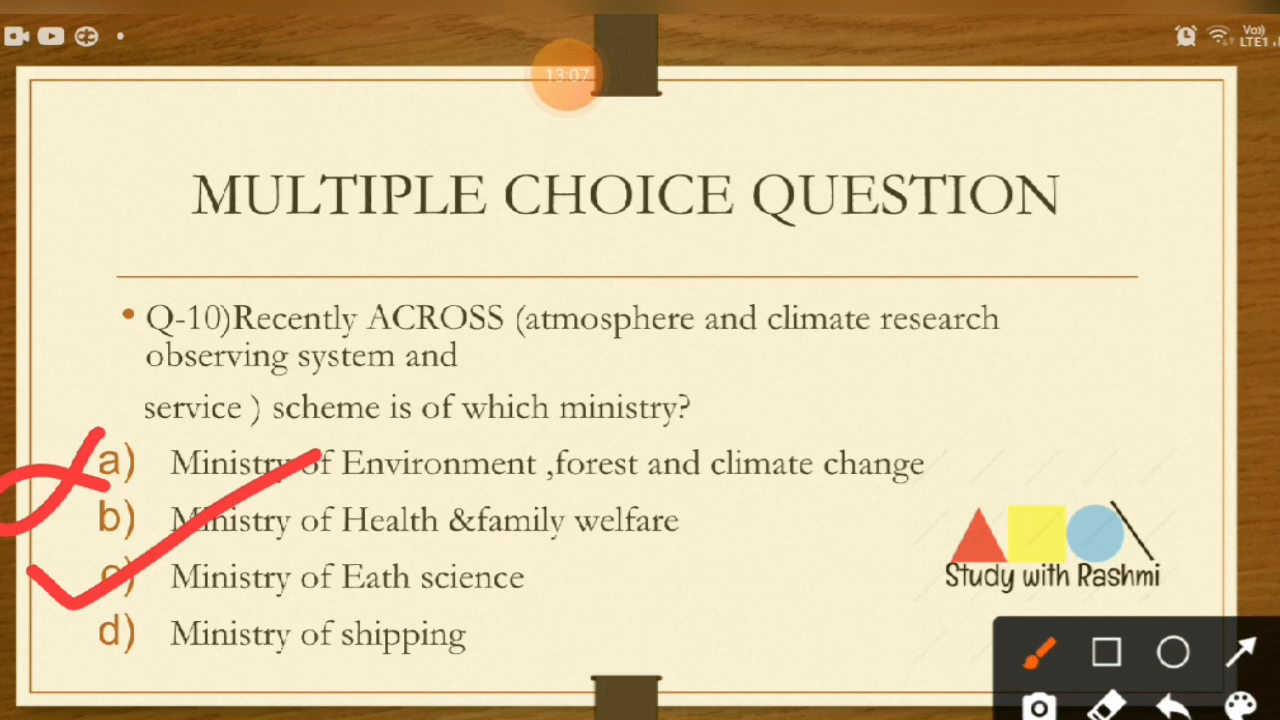 Vo))
LTE1
13:07
MULTIPLE CHOICE QUESTION
• Q-10)Recently ACROSS (atmosphere and climate research
observing system and
service ) scheme is of which ministry?
a) Ministry of Environment ,forest and climate change
b) Ministry of Health &family welfare
c) Ministry of Eath science
d) Ministry of shipping
Study with Rashmi